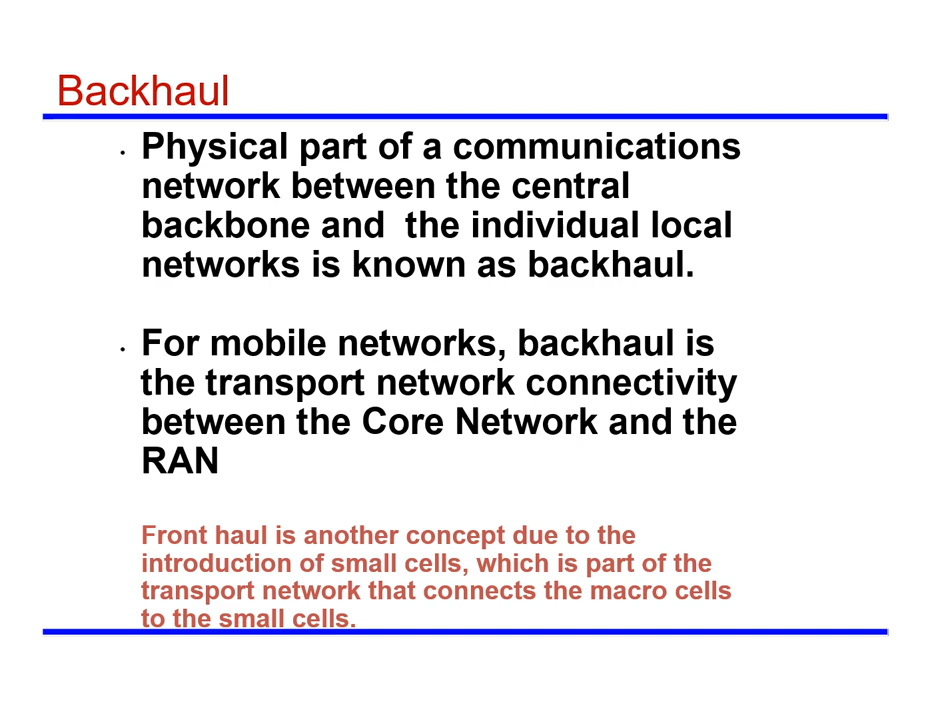 Backhaul
• Physical part of a communications
network between the central
backbone and  the individual local
networks is known as backhaul.
• For mobile networks, backhaul is
the transport network connectivity
between the Core Network and the
RAN
Front haul is another concept due to the
introduction of small cells, which is part of the
transport network that connects the macro cells
to the small cells.